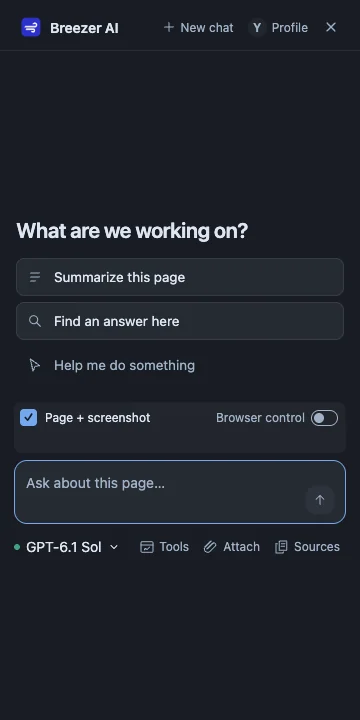 Breezer AI
New chat
Y
Profile
What are we working on?
Summarize this page
Find an answer here
Help me do something
Page + screenshot
Browser control
Ask about this page...
GPT-6.1 Sol
Tools
Attach
Sources